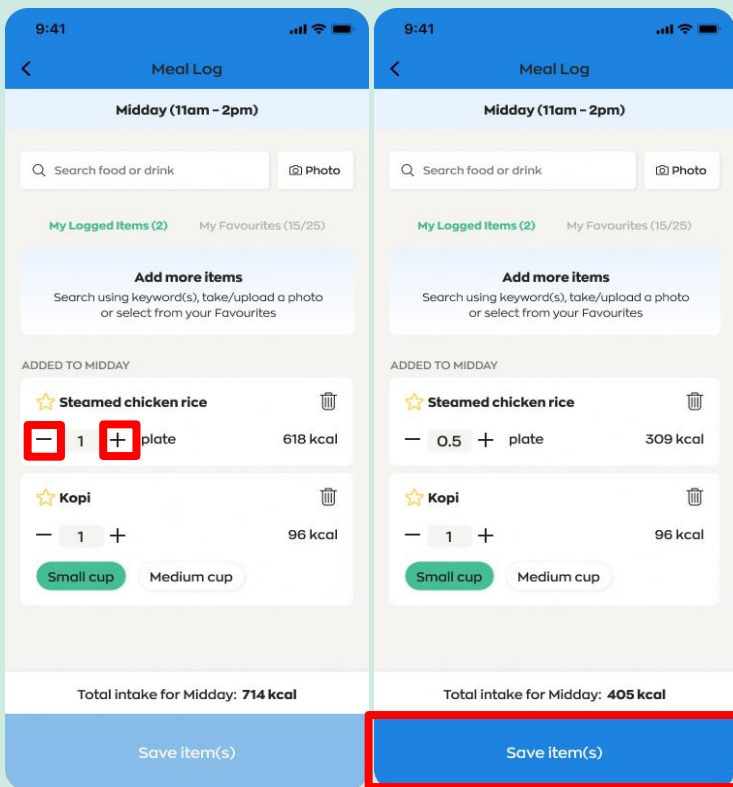 9:41
Meal Log
Midday (11am - 2pm)
Search food or drink
Photo
My Logged Items (2) My Favourites (15/25)
Add more items
Search using keyword(s), take/upload a photo
or select from your Favourites
ADDED TO MIDDAY
Steamed chicken rice
— 1 + plate 618 kcal
Kopi
— 1 + 96 kcal
Small cup Medium cup
Total intake for Midday: 714 kcal
Save item(s)
9:41
Meal Log
Midday (11am - 2pm)
Search food or drink
Photo
My Logged Items (2) My Favourites (15/25)
Add more items
Search using keyword(s), take/upload a photo
or select from your Favourites
ADDED TO MIDDAY
Steamed chicken rice
— 0.5 + plate 309 kcal
Kopi
— 1 + 96 kcal
Small cup Medium cup
Total intake for Midday: 405 kcal
Save item(s)